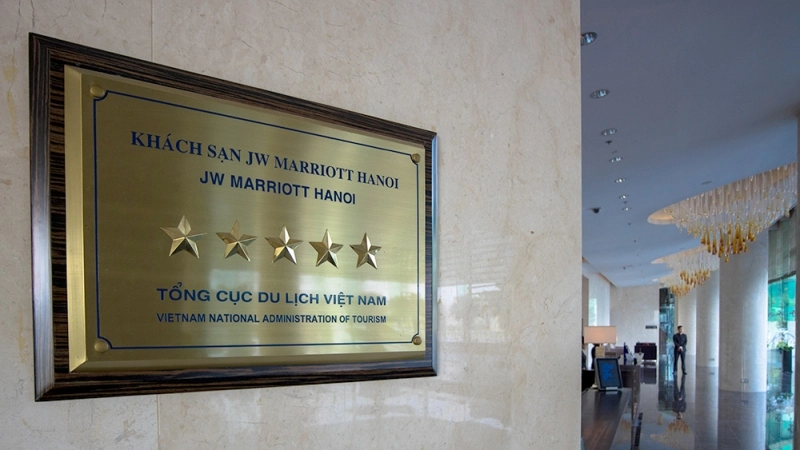 KHÁCH SẠN JW MARRIOTT HANOI
JW MARRIOTT HANOI
TỔNG CỤC DU LỊCH VIỆT NAM
VIETNAM NATIONAL ADMINISTRATION OF TOURISM